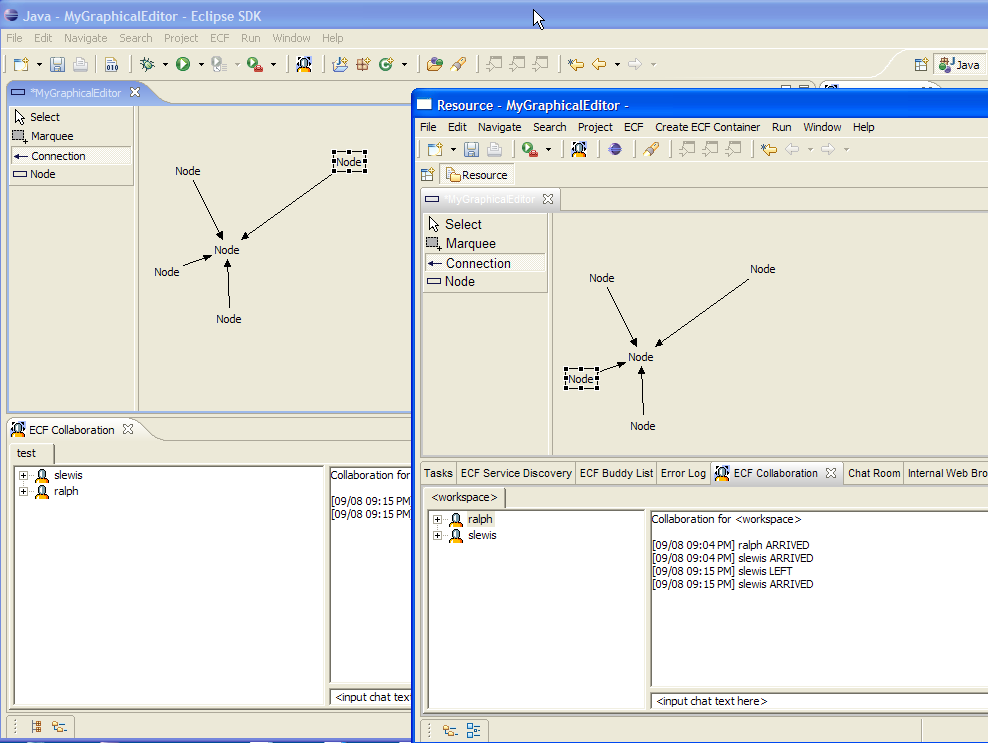 Java - MyGraphicalEditor - Eclipse SDK
File Edit Navigate Search Project ECF Run Window Help
010
Java
*MyGraphicalEditor
Select
Marquee
Connection
Node
Node
Node
Node
Node
Node
ECF Collaboration
test
slewis
ralph
Collaboration for
[09/08 09:15 PM]
[09/08 09:15 PM]
<input chat text
Resource - MyGraphicalEditor -
File Edit Navigate Search Project ECF Create ECF Container Run Window Help
Resource
*MyGraphicalEditor
Select
Marquee
Connection
Node
Node
Node
Node
Node
Node
Tasks ECF Service Discovery ECF Buddy List Error Log ECF Collaboration Chat Room Internal Web Bro
<workspace>
ralph
slewis
Collaboration for <workspace>
[09/08 09:04 PM] ralph ARRIVED
[09/08 09:04 PM] slewis ARRIVED
[09/08 09:15 PM] slewis LEFT
[09/08 09:15 PM] slewis ARRIVED
<input chat text here>